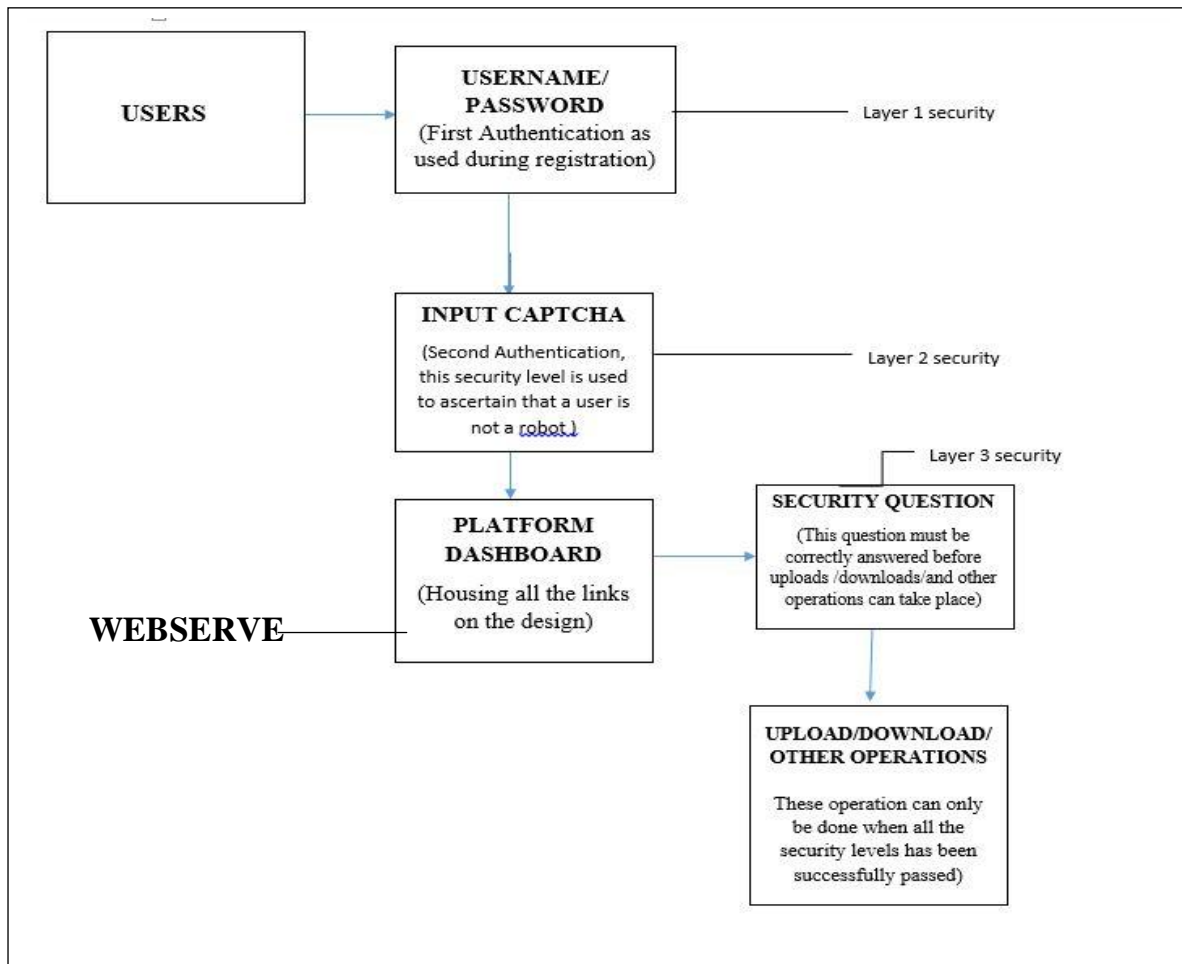 USERS
USERNAME/
PASSWORD
(First Authentication as
used during registration)
Layer 1 security
INPUT CAPTCHA
(Second Authentication,
this security level is used
to ascertain that a user is
not a robot )
Layer 2 security
Layer 3 security
PLATFORM
DASHBOARD
(Housing all the links
on the design)
SECURITY QUESTION
(This question must be
correctly answered before
uploads /downloads/and other
operations can take place)
WEBSERVE
UPLOAD/DOWNLOAD/
OTHER OPERATIONS
These operation can only
be done when all the
security levels has been
successfully passed)